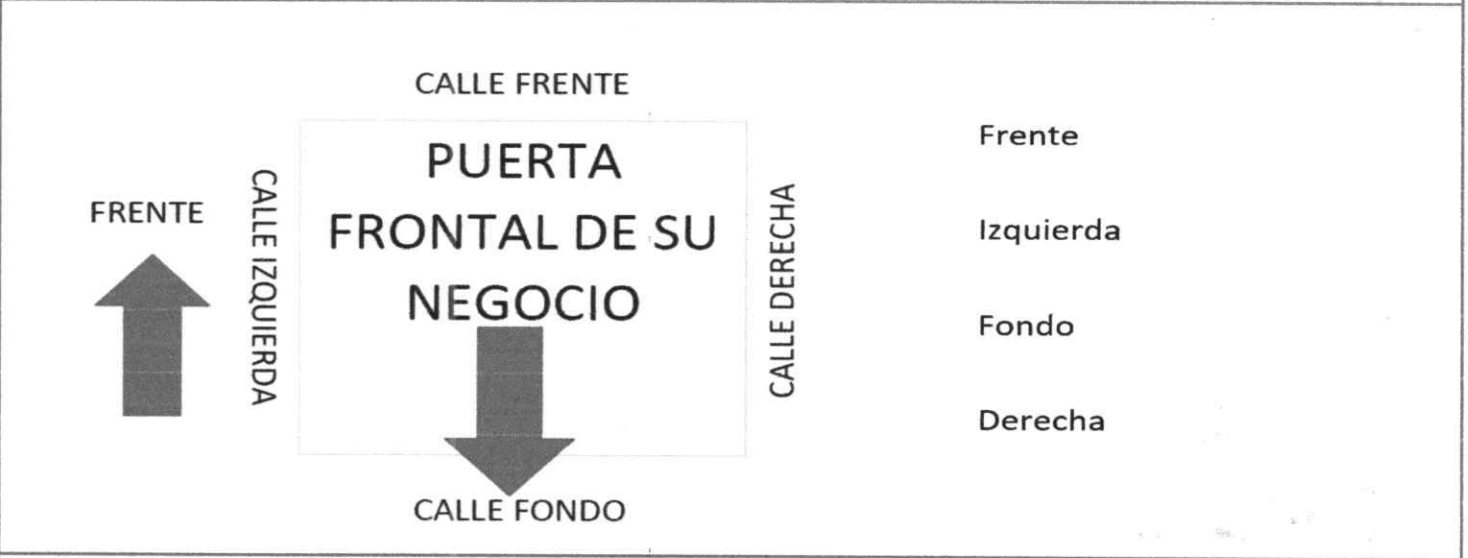 CALLE FRENTE
FRENTE
CALLE IZQUIERDA
PUERTA
FRONTAL DE SU
NEGOCIO
CALLE DERECHA
CALLE FONDO
Frente
Izquierda
Fondo
Derecha